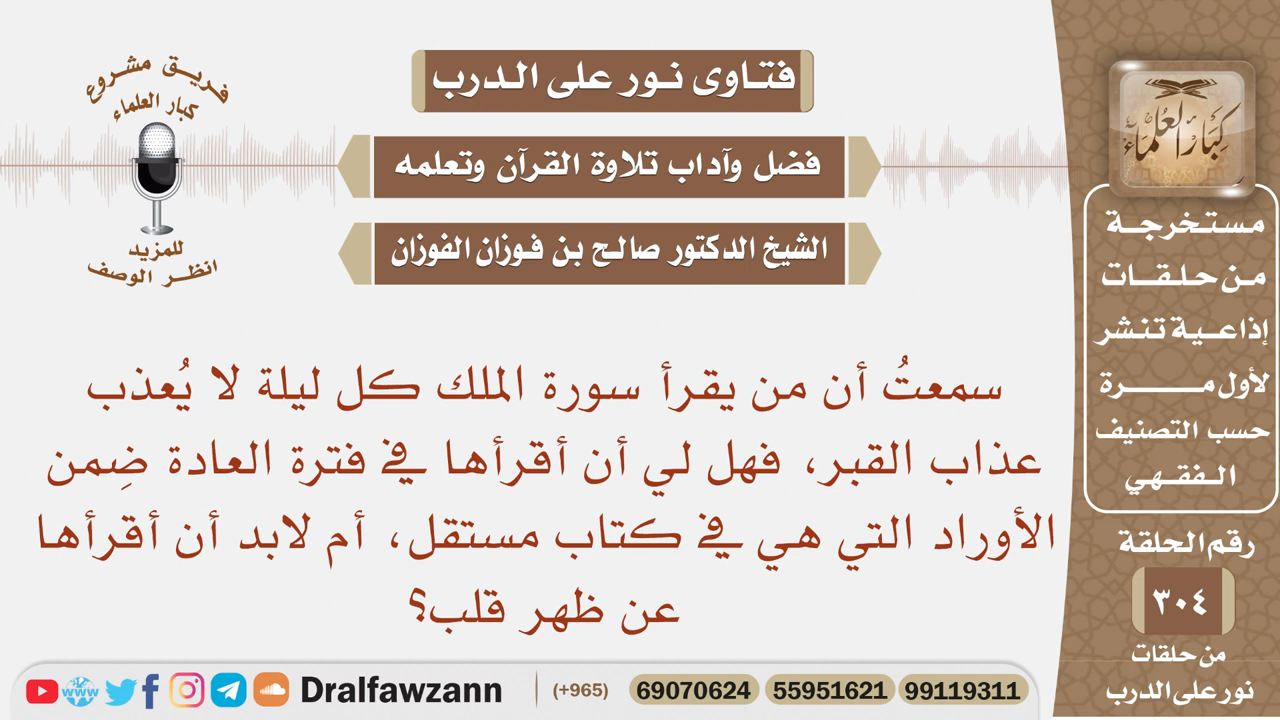 فريق مشروع
كبار العلماء
للمزيد
انظر الوصف
فتاوى نور على الدرب
فضل وآداب تلاوة القرآن وتعلمه
الشيخ الدكتور صالح بن فوزان الفوزان
سمعتُ أن من يقرأ سورة الملك كل ليلة لا يُعذب
عذاب القبر، فهل لي أن أقرأها في فترة العادة ضِمن
الأوراد التي هي في كتاب مستقل، أم لابد أن أقرأها
عن ظهر قلب؟
كبار العلماء
مستخرجة
من حلقات
إذاعية تنشر
لأول مرة
حسب التصنيف
الفقهي
رقم الحلقة
٣٠٤
من حلقات
نور على الدرب
www Dralfawzann (+965) 69070624 55951621 99119311